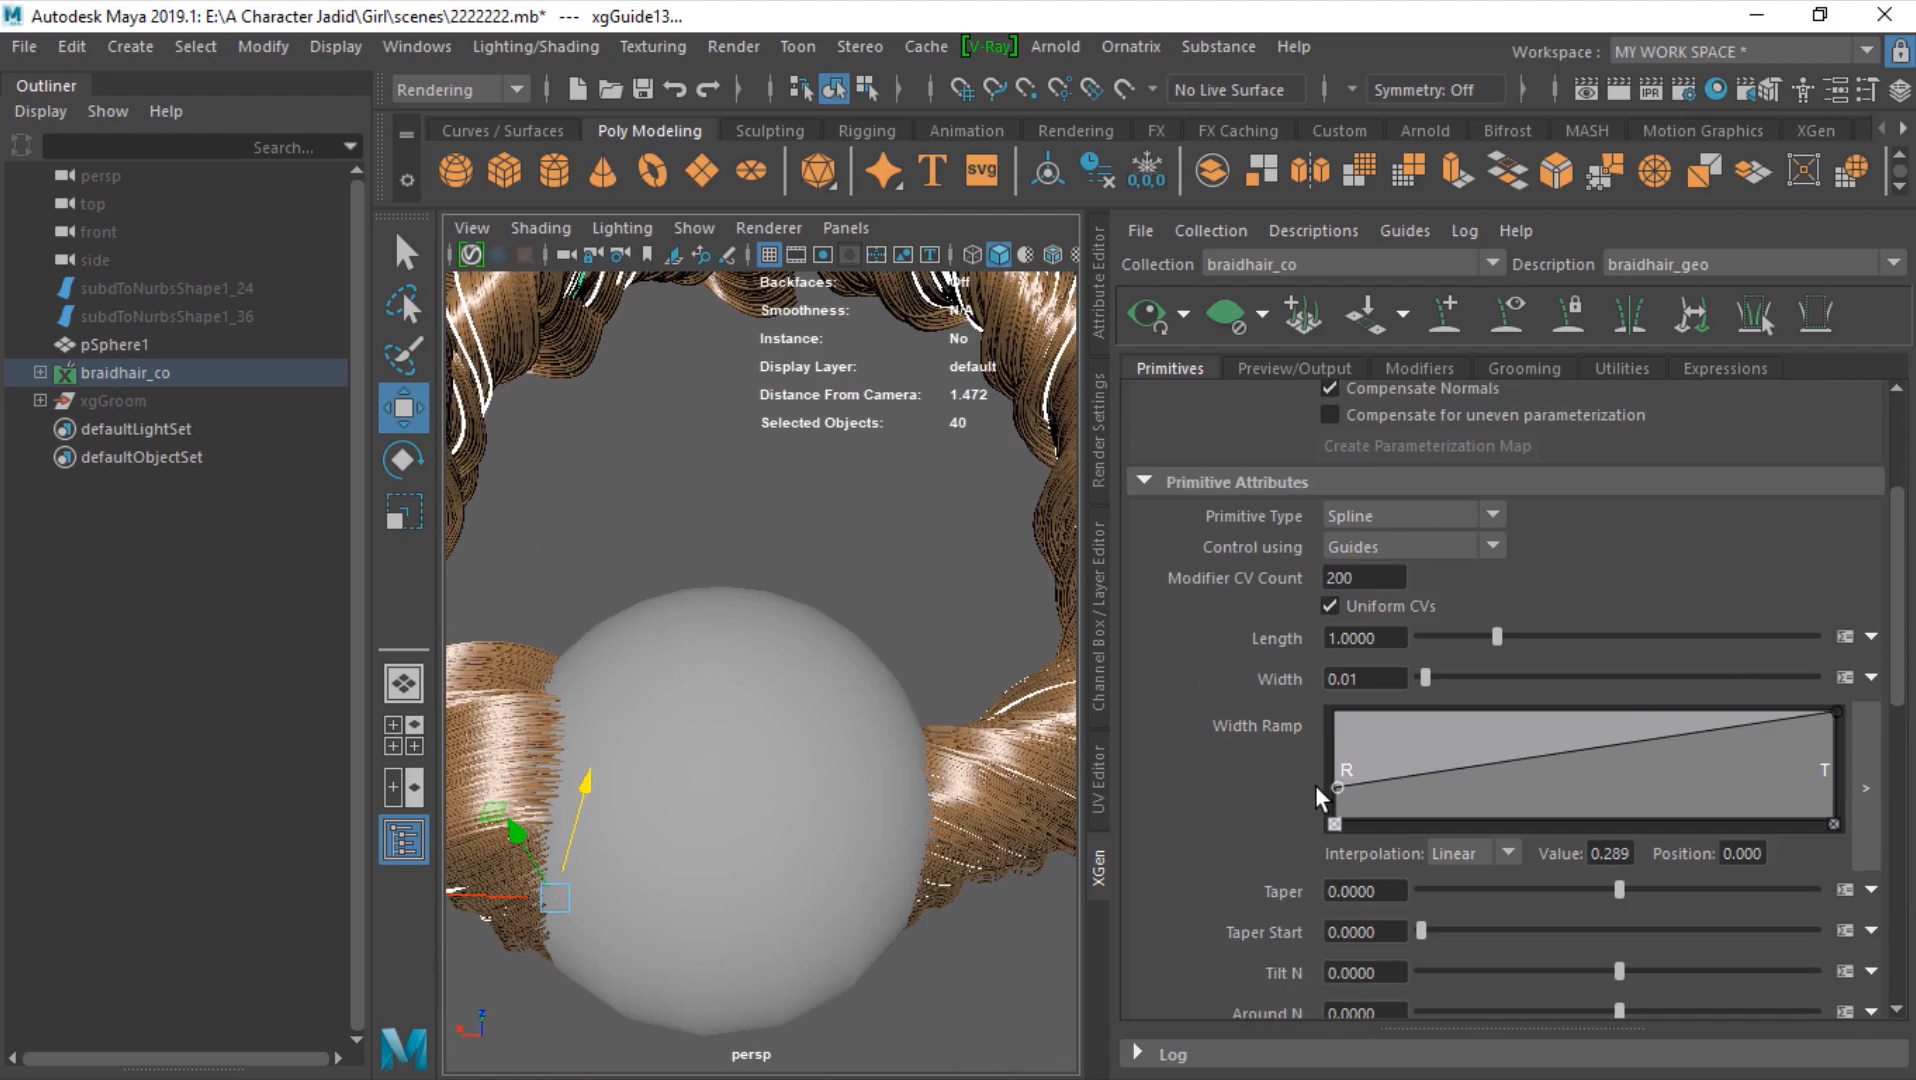 Autodesk Maya 2019.1: E:\A Character Jadid\Girl\scenes\2222222.mb* --- xgGuide13...
File Edit Create Select Modify Display Windows Lighting/Shading Texturing Render Toon Stereo Cache [V-Ray] Arnold Ornatrix Substance Help
Workspace : MY WORK SPACE *
Outliner
Display Show Help
Search...
persp
top
front
side
subdToNurbsShape1_24
subdToNurbsShape1_36
pSphere1
braidhair_co
xgGroom
defaultLightSet
defaultObjectSet
Rendering
No Live Surface
Symmetry: Off
IPR
Curves / Surfaces Poly Modeling Sculpting Rigging Animation Rendering FX FX Caching Custom Arnold Bifrost MASH Motion Graphics XGen
T
svg
0,0,0
View Shading Lighting Show Renderer Panels
Backfaces: Off
Smoothness: N/A
Instance: No
Display Layer: default
Distance From Camera: 1.472
Selected Objects: 40
z
x
persp
Attribute Editor
Render Settings
Channel Box / Layer Editor
UV Editor
XGen
File Collection Descriptions Guides Log Help
Collection braidhair_co Description braidhair_geo
Primitives Preview/Output Modifiers Grooming Utilities Expressions
Compensate Normals
Compensate for uneven parameterization
Create Parameterization Map
Primitive Attributes
Primitive Type Spline
Control using Guides
Modifier CV Count 200
Uniform CVs
Length 1.0000
Width 0.01
Width Ramp
R T
>
Interpolation: Linear Value: 0.289 Position: 0.000
Taper 0.0000
Taper Start 0.0000
Tilt N 0.0000
Around N 0.0000
Log